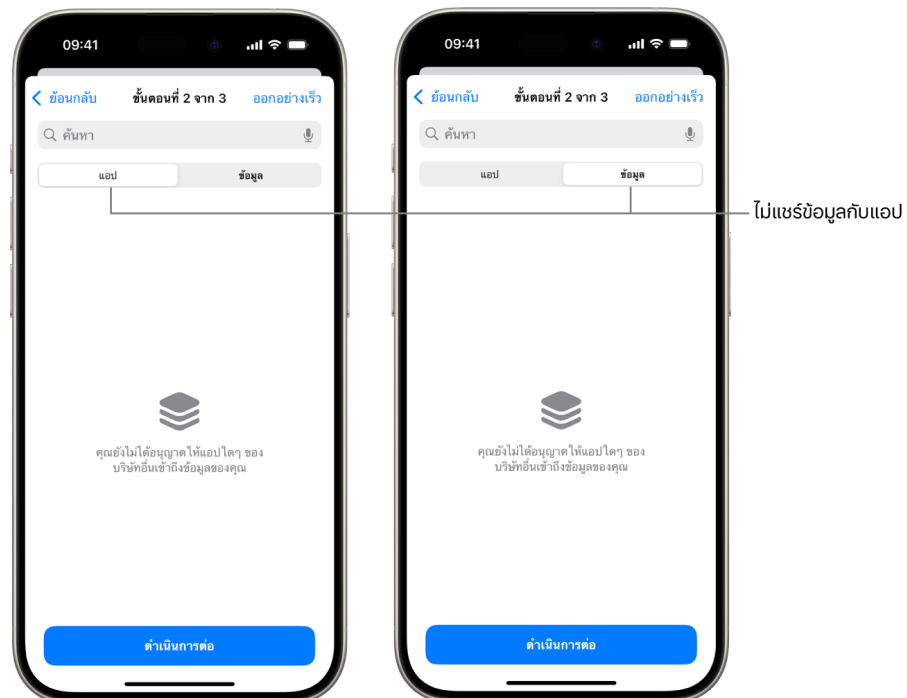 09:41
ย้อนกลับ ขั้นตอนที่ 2 จาก 3 ออกอย่างเร็ว
ค้นหา
แอป ข้อมูล
คุณยังไม่ได้อนุญาตให้แอปใดๆ ของ
บริษัทอื่นเข้าถึงข้อมูลของคุณ
ดำเนินการต่อ
09:41
ย้อนกลับ ขั้นตอนที่ 2 จาก 3 ออกอย่างเร็ว
ค้นหา
แอป ข้อมูล
คุณยังไม่ได้อนุญาตให้แอปใดๆ ของ
บริษัทอื่นเข้าถึงข้อมูลของคุณ
ดำเนินการต่อ
ไม่แชร์ข้อมูลกับแอป